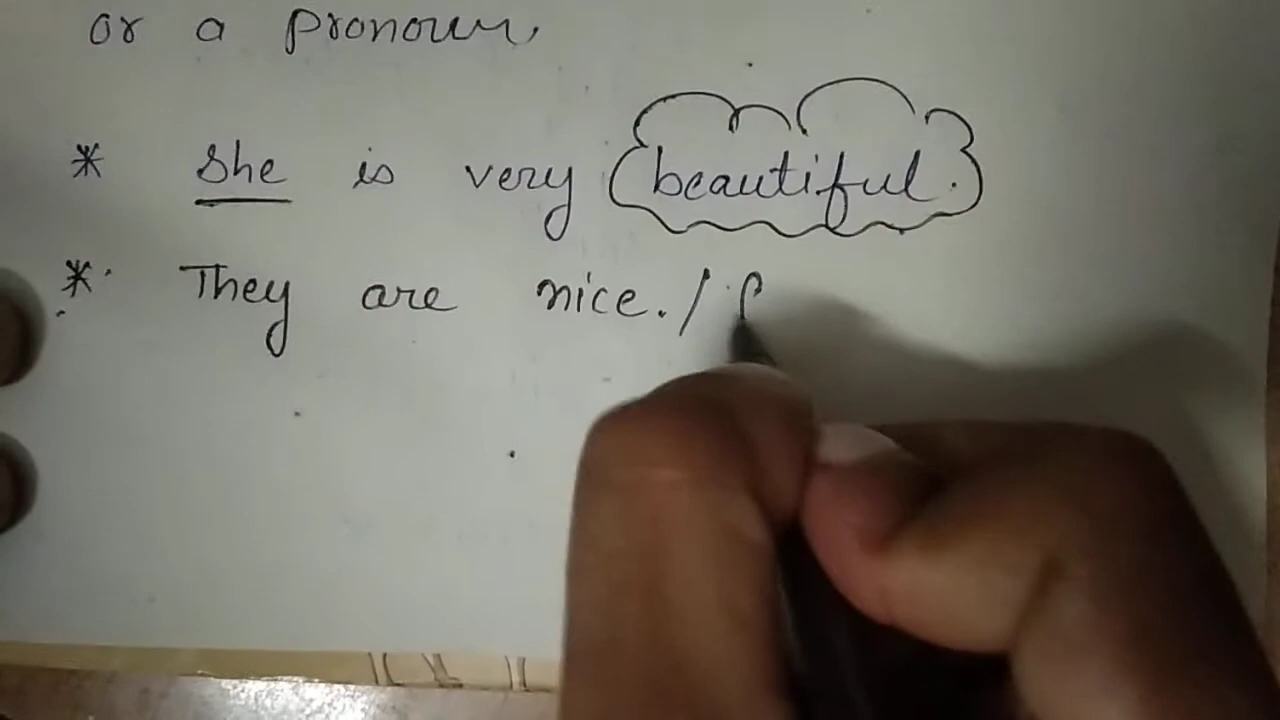 or a pronoun,
* She is very beautiful.
* They are nice. /